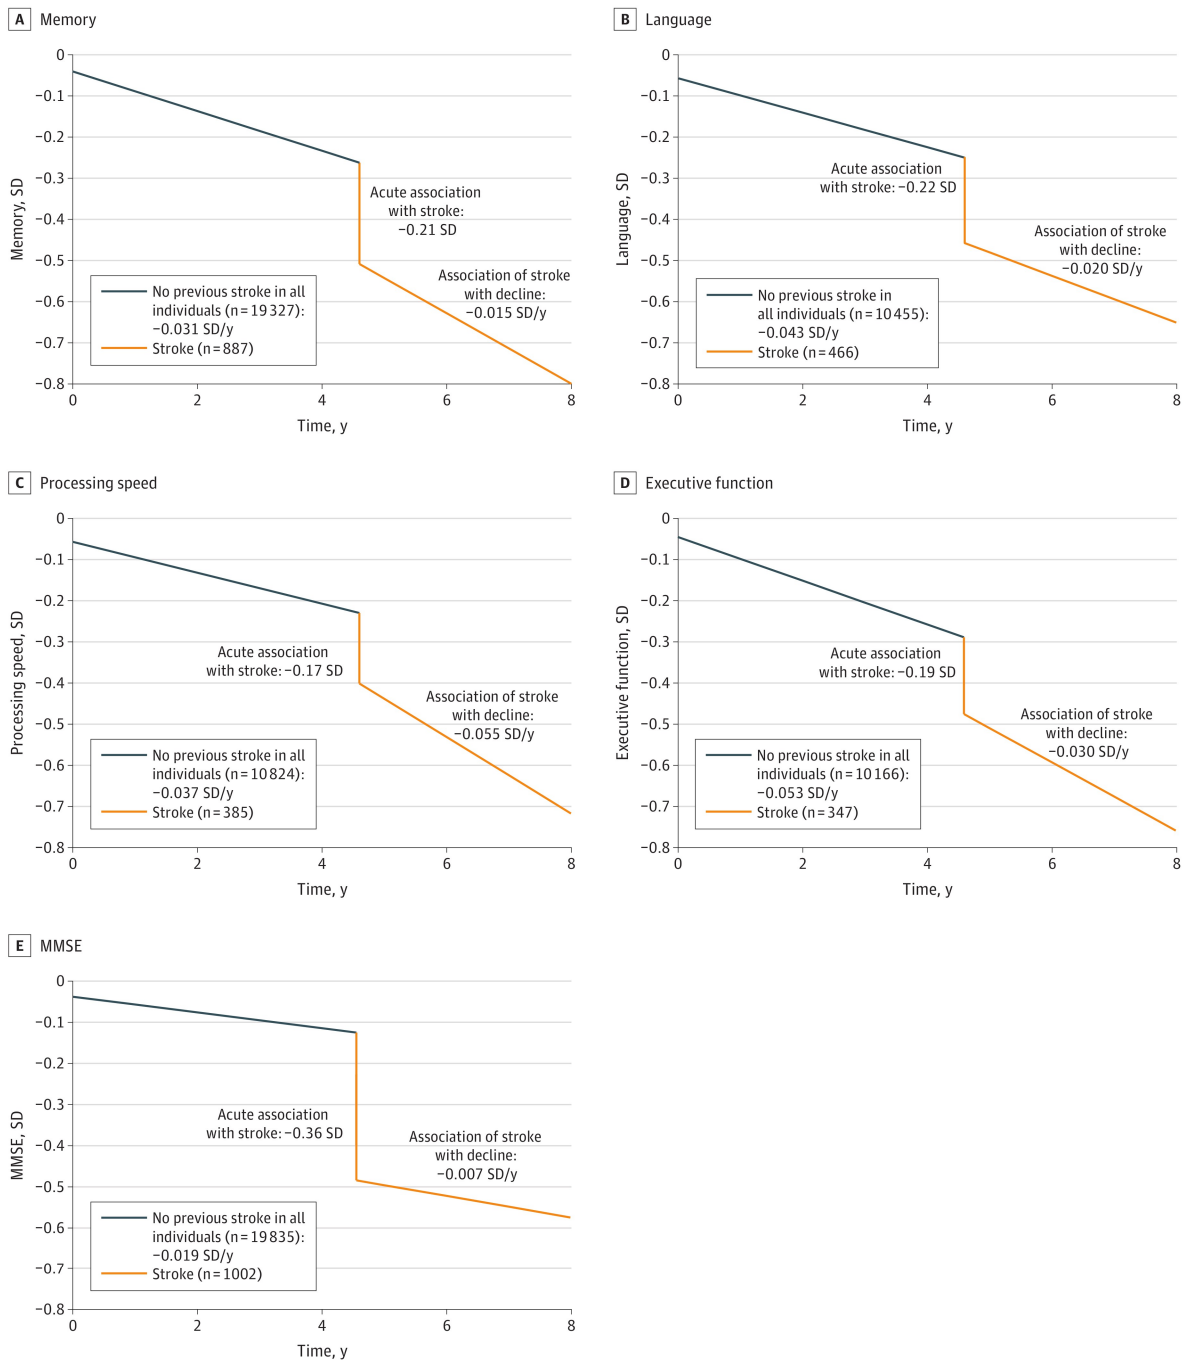 A Memory
0
−0.1
−0.2
−0.3
−0.4
−0.5
−0.6
−0.7
−0.8
Memory, SD
Acute association
with stroke:
−0.21 SD
Association of stroke
with decline:
−0.015 SD/y
No previous stroke in all
individuals (n = 19 327):
−0.031 SD/y
Stroke (n = 887)
0 2 4 6 8
Time, y
B Language
0
−0.1
−0.2
−0.3
−0.4
−0.5
−0.6
−0.7
−0.8
Language, SD
Acute association
with stroke: −0.22 SD
Association of stroke
with decline:
−0.020 SD/y
No previous stroke in
all individuals (n = 10 455):
−0.043 SD/y
Stroke (n = 466)
0 2 4 6 8
Time, y
C Processing speed
0
−0.1
−0.2
−0.3
−0.4
−0.5
−0.6
−0.7
−0.8
Processing speed, SD
Acute association
with stroke: −0.17 SD
Association of stroke
with decline:
−0.055 SD/y
No previous stroke in all
individuals (n = 10 824):
−0.037 SD/y
Stroke (n = 385)
0 2 4 6 8
Time, y
D Executive function
0
−0.1
−0.2
−0.3
−0.4
−0.5
−0.6
−0.7
−0.8
Executive function, SD
Acute association
with stroke: −0.19 SD
Association of stroke
with decline:
−0.030 SD/y
No previous stroke in all
individuals (n = 10 166):
−0.053 SD/y
Stroke (n = 347)
0 2 4 6 8
Time, y
E MMSE
0
−0.1
−0.2
−0.3
−0.4
−0.5
−0.6
−0.7
−0.8
MMSE, SD
Acute association
with stroke: −0.36 SD
Association of stroke
with decline:
−0.007 SD/y
No previous stroke in all
individuals (n = 19 835):
−0.019 SD/y
Stroke (n = 1002)
0 2 4 6 8
Time, y